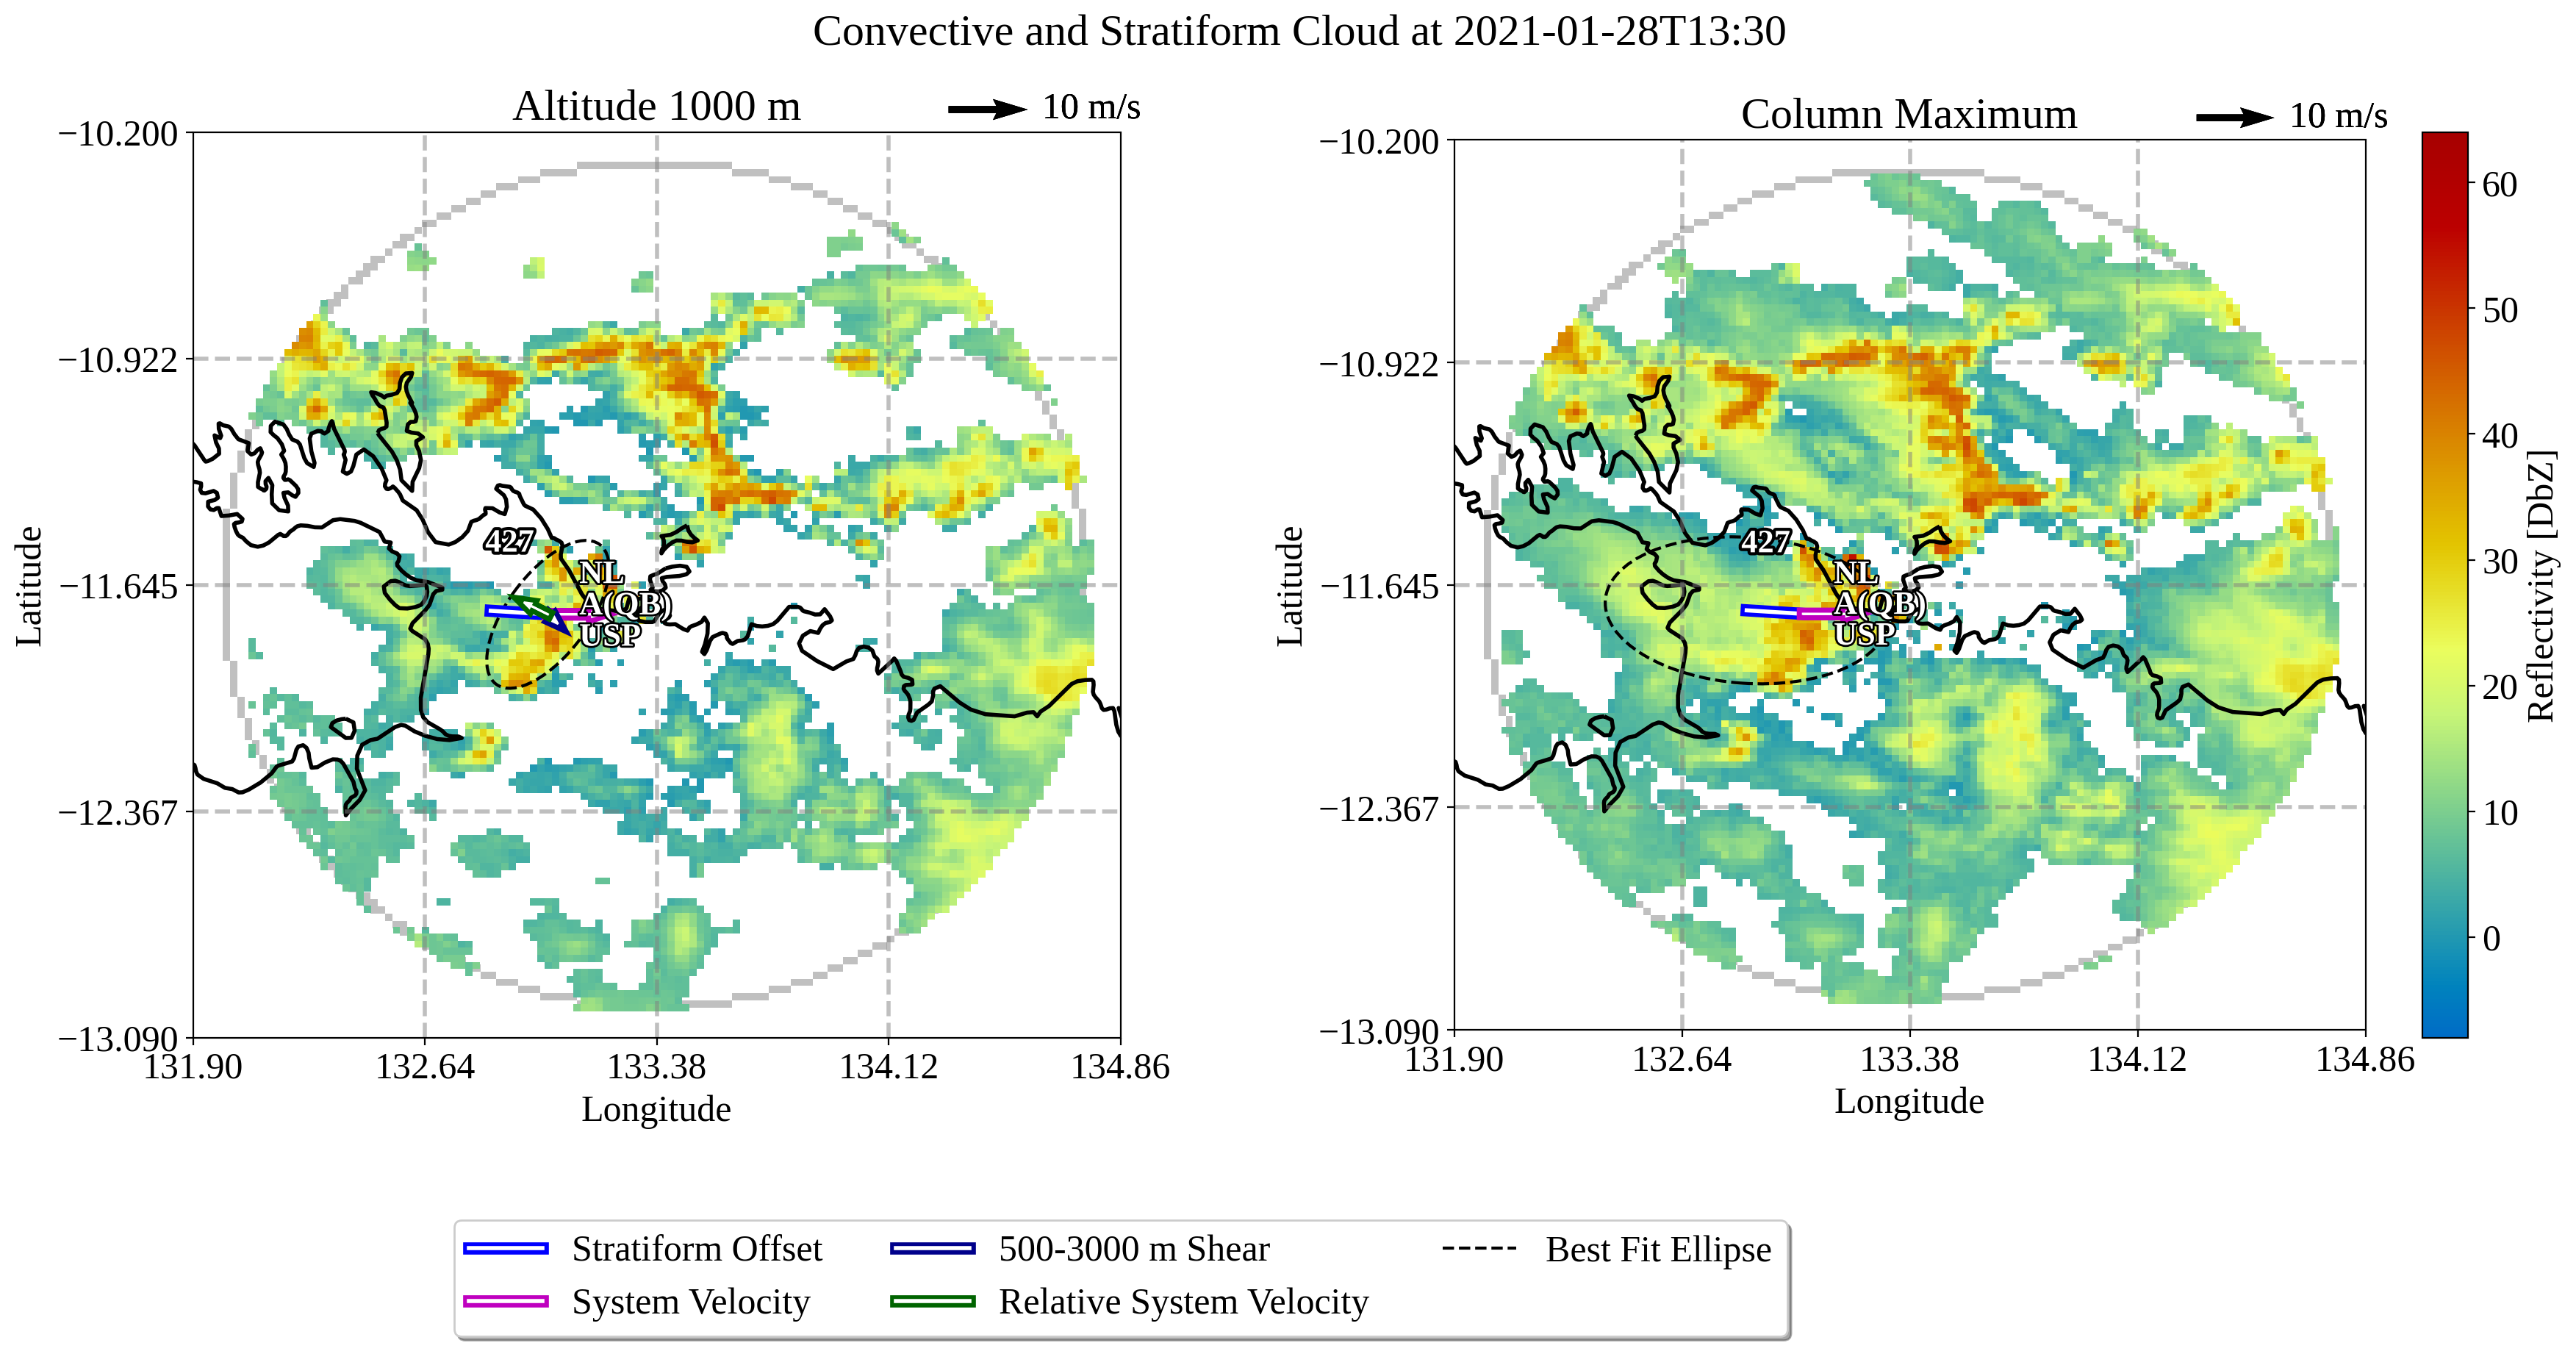 Convective and Stratiform Cloud at 2021-01-28T13:30
Altitude 1000 m
10 m/s
−10.200
−10.922
−11.645
−12.367
−13.090
Latitude
131.90
132.64
133.38
134.12
134.86
Longitude
427
NL
A(QB)
USP
Column Maximum
10 m/s
−10.200
−10.922
−11.645
−12.367
−13.090
Latitude
131.90
132.64
133.38
134.12
134.86
Longitude
427
NL
A(QB)
USP
60
50
40
30
20
10
0
Reflectivity [DbZ]
Stratiform Offset
System Velocity
500-3000 m Shear
Relative System Velocity
Best Fit Ellipse